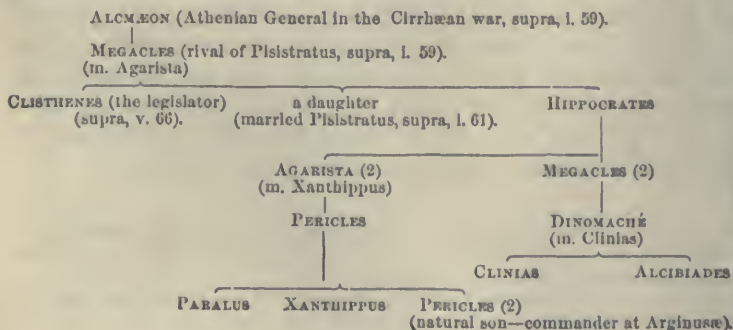 ALCMÆON (Athenian General in the Cirrhæan war, supra, i. 59).
MEGACLES (rival of Pisistratus, supra, i. 59).
(m. Agarista)
CLISTHENES (the legislator) a daughter HIPPOCRATES
(supra, v. 66). (married Pisistratus, supra, i. 61).
AGARISTA (2) MEGACLES (2)
(m. Xanthippus)
PERICLES DINOMACHÉ
(m. Clinias)
CLINIAS ALCIBIADES
PARALUS XANTHIPPUS PERICLES (2)
(natural son—commander at Arginusæ).